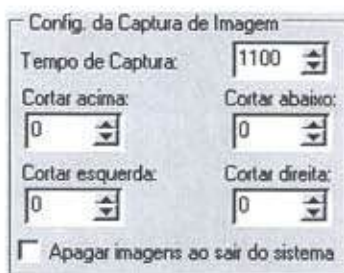 Config. da Captura de Imagem
Tempo de Captura: 1100
Cortar acima: Cortar abaixo:
0 0
Cortar esquerda: Cortar direita:
0 0
Apagar imagens ao sair do sistema